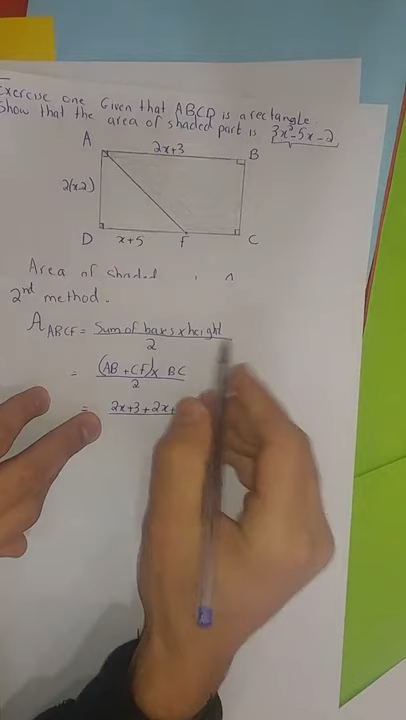 Exercise one Given that ABCD is a rectangle.
Show that the area of shaded part is 3x²-5x-2
A
2x+3
B
2(x-2)
D
x+5
F
C
Area of shaded
2nd method.
A ABCF = Sum of bases x height
2
= (AB + CF) x BC
2
= 2x+3+2x+